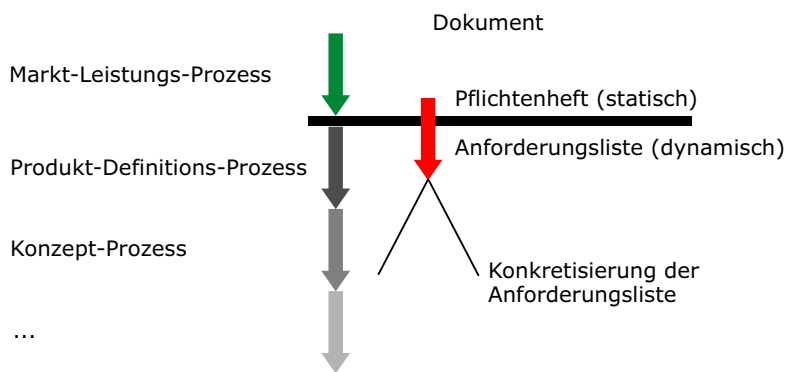 Dokument
Markt-Leistungs-Prozess
Pflichtenheft (statisch)
Anforderungsliste (dynamisch)
Produkt-Definitions-Prozess
Konzept-Prozess
Konkretisierung der
Anforderungsliste
...